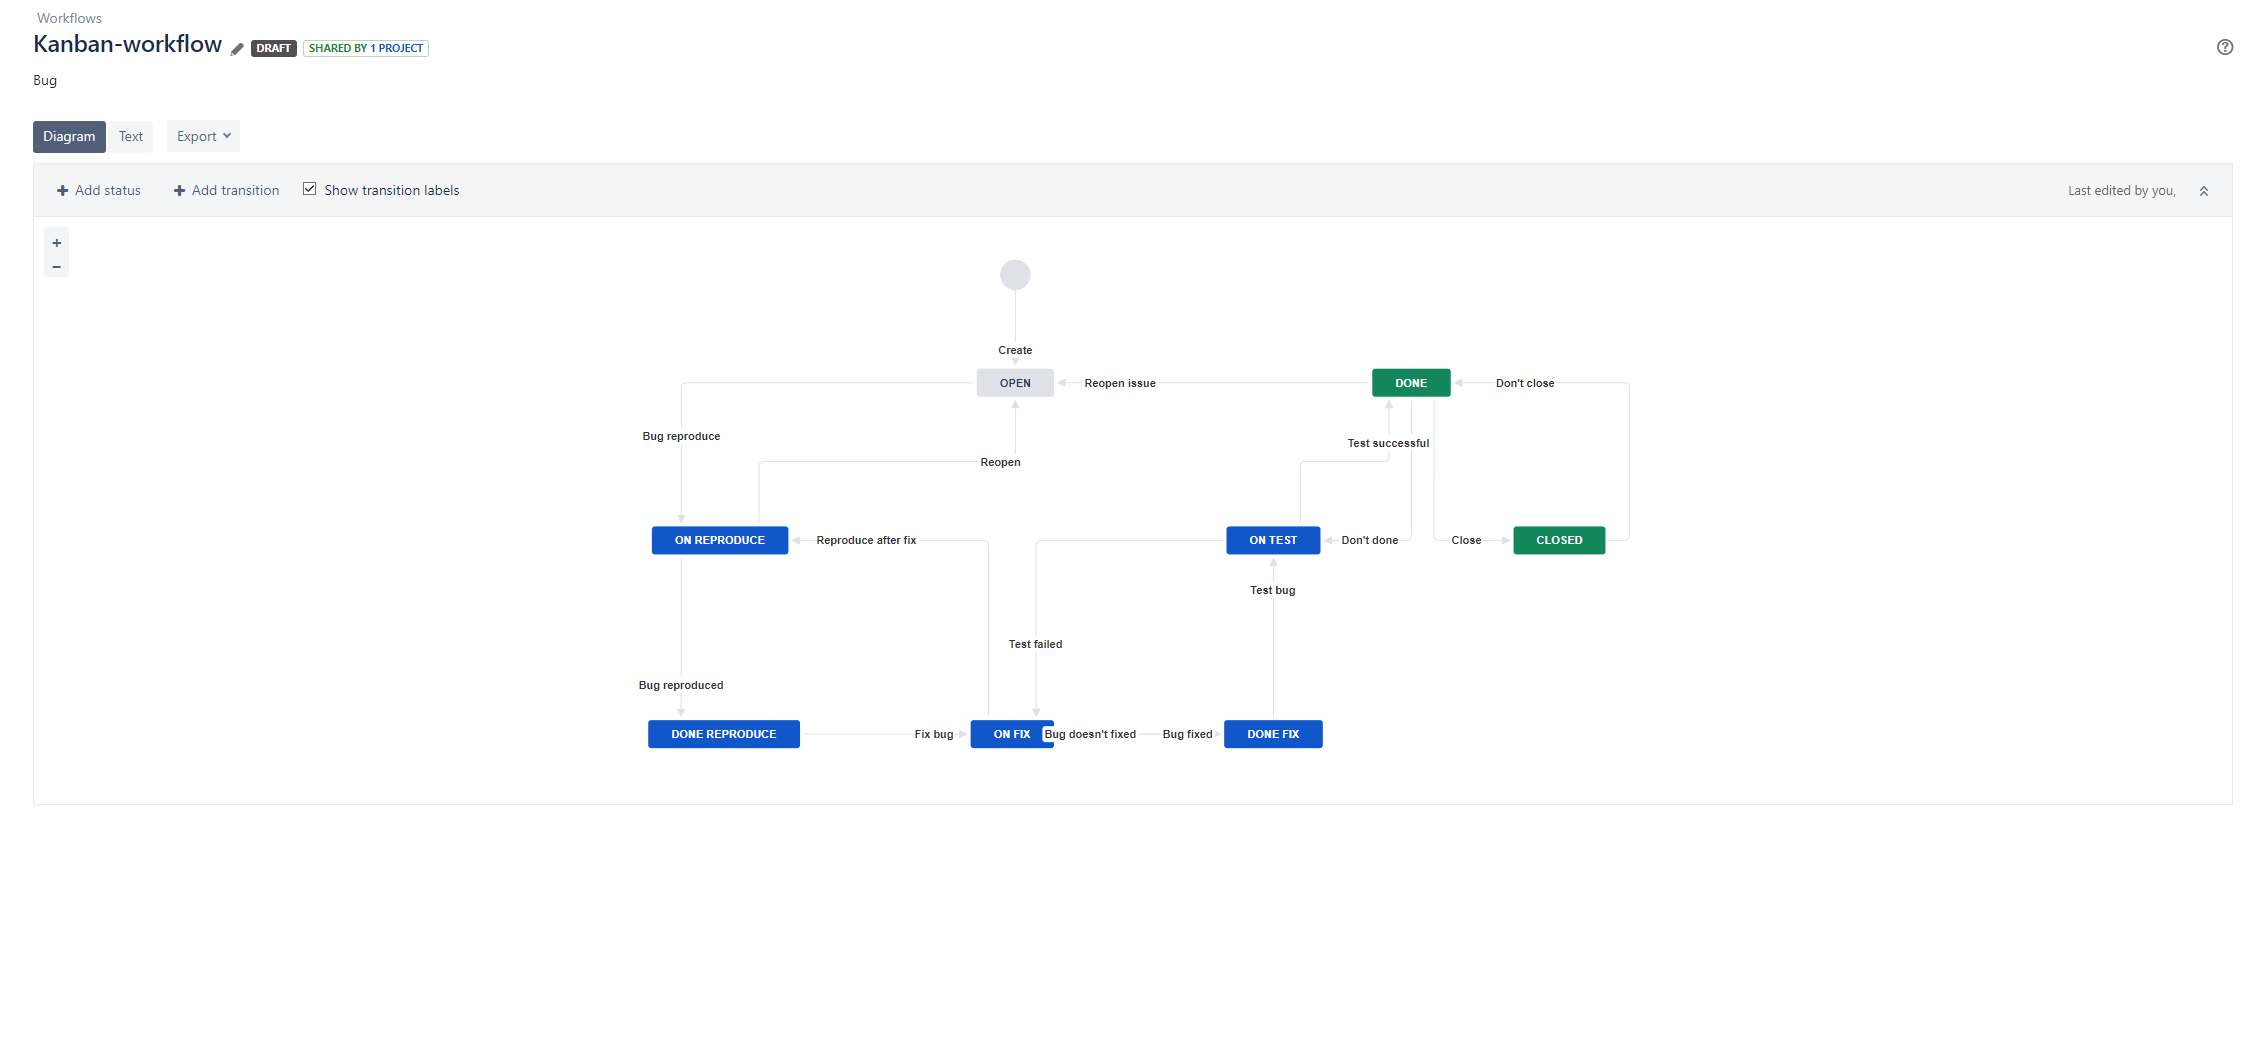 Workflows
Kanban-workflow DRAFT SHARED BY 1 PROJECT
Bug
Diagram Text Export
Add status Add transition Show transition labels Last edited by you,
+
−
Create
OPEN Reopen issue DONE Don't close
Bug reproduce
Test successful
Reopen
ON REPRODUCE Reproduce after fix ON TEST Don't done Close CLOSED
Test bug
Test failed
Bug reproduced
DONE REPRODUCE Fix bug ON FIX Bug doesn't fixed Bug fixed DONE FIX